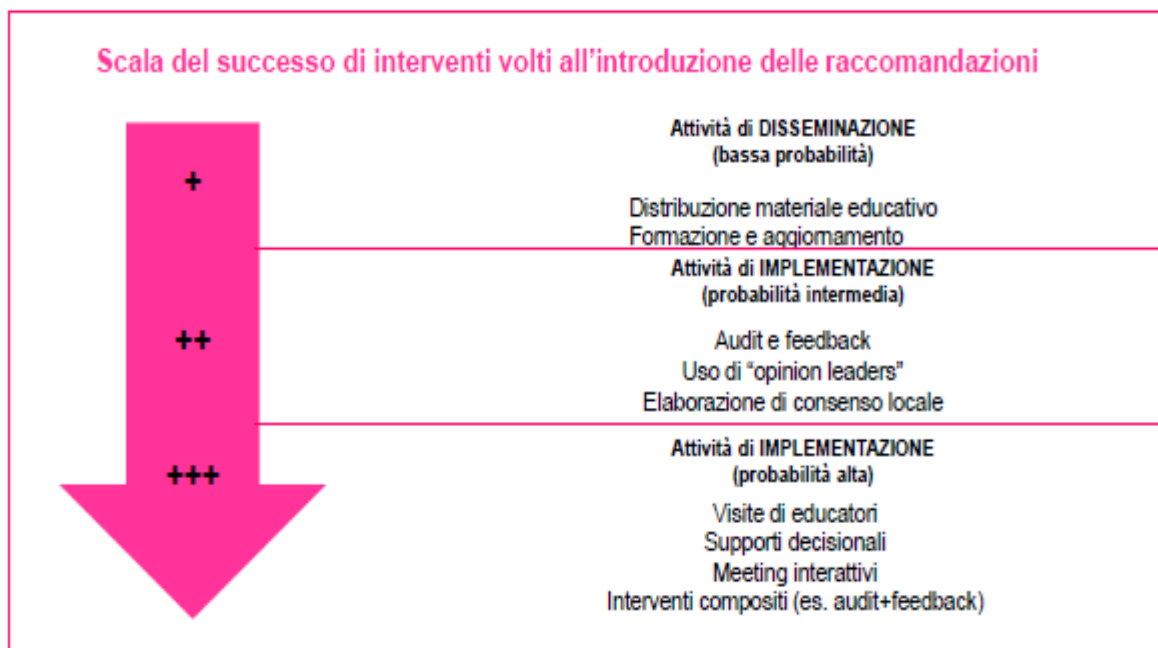 Scala del successo di interventi volti all'introduzione delle raccomandazioni
+
Attività di DISSEMINAZIONE
(bassa probabilità)
Distribuzione materiale educativo
Formazione e aggiornamento
++
Attività di IMPLEMENTAZIONE
(probabilità intermedia)
Audit e feedback
Uso di “opinion leaders”
Elaborazione di consenso locale
+++
Attività di IMPLEMENTAZIONE
(probabilità alta)
Visite di educatori
Supporti decisionali
Meeting interattivi
Interventi compositi (es. audit+feedback)